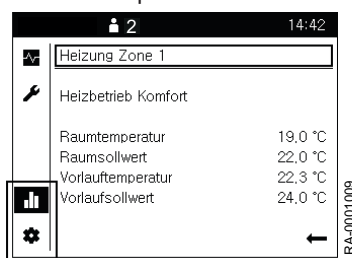 2 14:42
Heizung Zone 1
Heizbetrieb Komfort
Raumtemperatur 19,0 °C
Raumsollwert 22,0 °C
Vorlauftemperatur 22,3 °C
Vorlaufsollwert 24,0 °C
RA-0001009